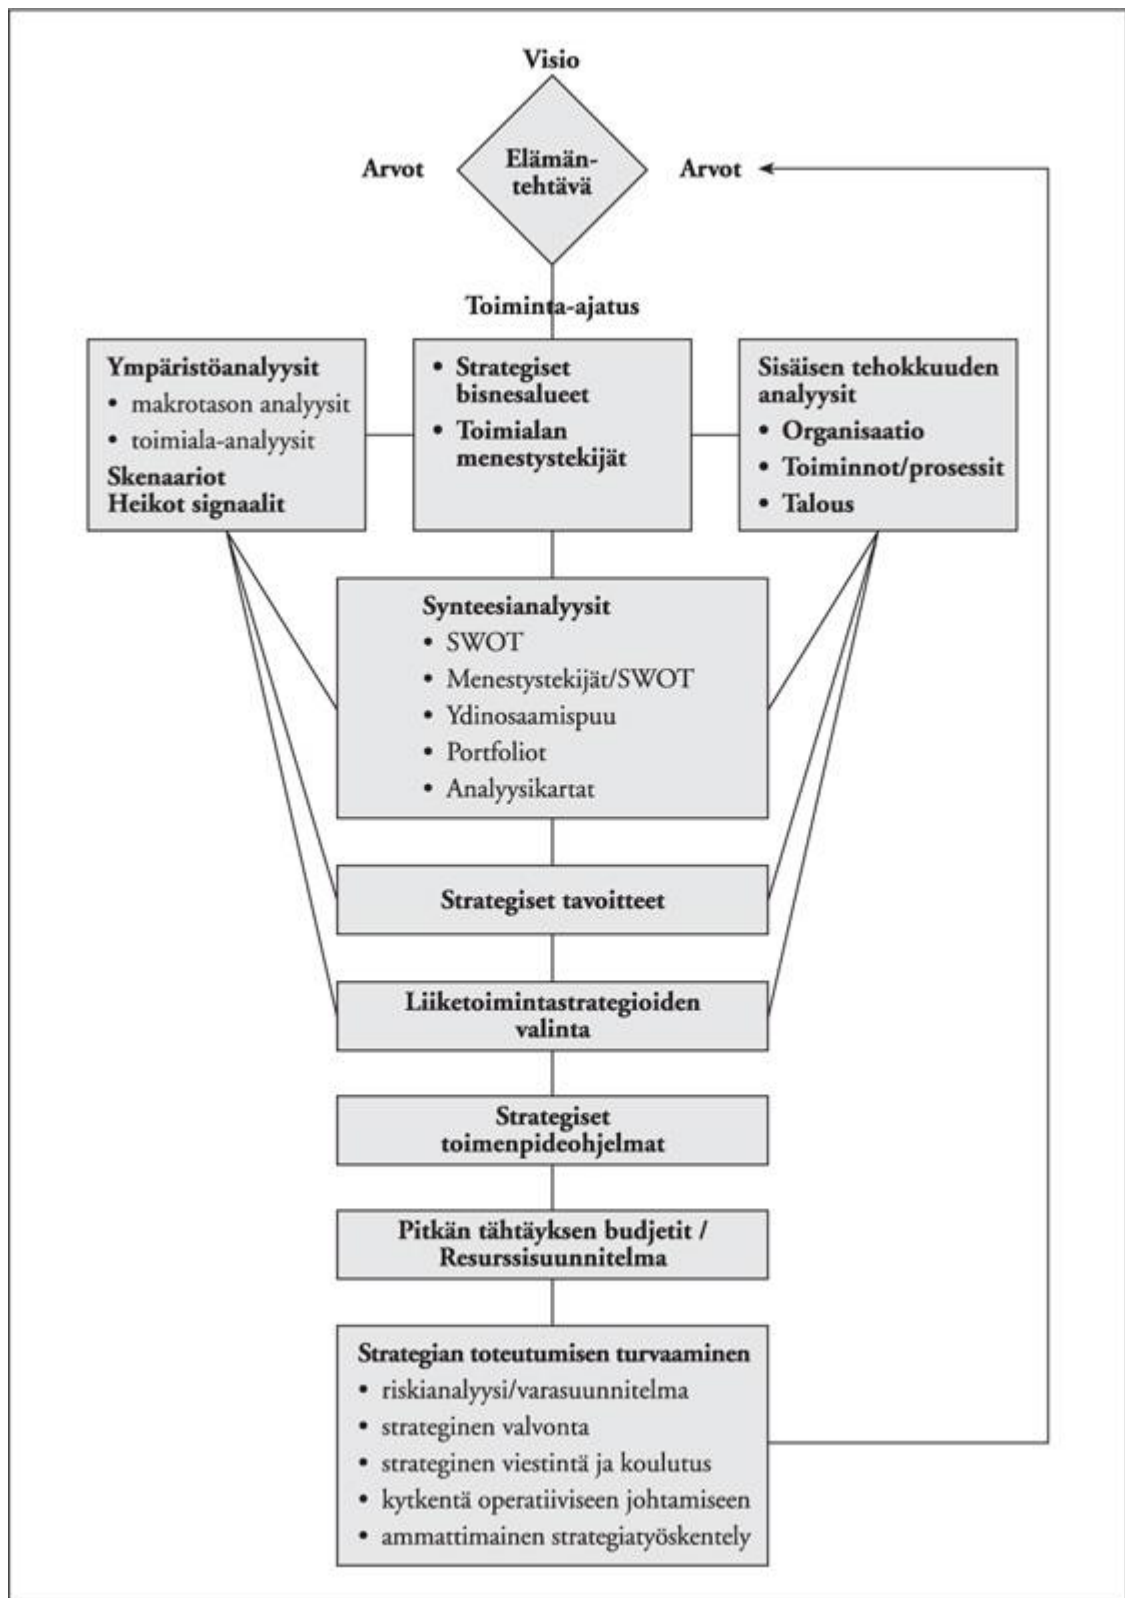 Visio
Arvot
Elämän-
tehtävä
Arvot
Toiminta-ajatus
Ympäristöanalyysit
• makrotason analyysit
• toimiala-analyysit
Skenaariot
Heikot signaalit
• Strategiset
bisnesalueet
• Toimialan
menestystekijät
Sisäisen tehokkuuden
analyysit
• Organisaatio
• Toiminnot/prosessit
• Talous
Synteesianalyysit
• SWOT
• Menestystekijät/SWOT
• Ydinosaamispuu
• Portfoliot
• Analyysikartat
Strategiset tavoitteet
Liiketoimintastrategioiden
valinta
Strategiset
toimenpideohjelmat
Pitkän tähtäyksen budjetit /
Resurssisuunnitelma
Strategian toteutumisen turvaaminen
• riskianalyysi/varasuunnitelma
• strateginen valvonta
• strateginen viestintä ja koulutus
• kytkentä operatiiviseen johtamiseen
• ammattimainen strategiatyöskentely